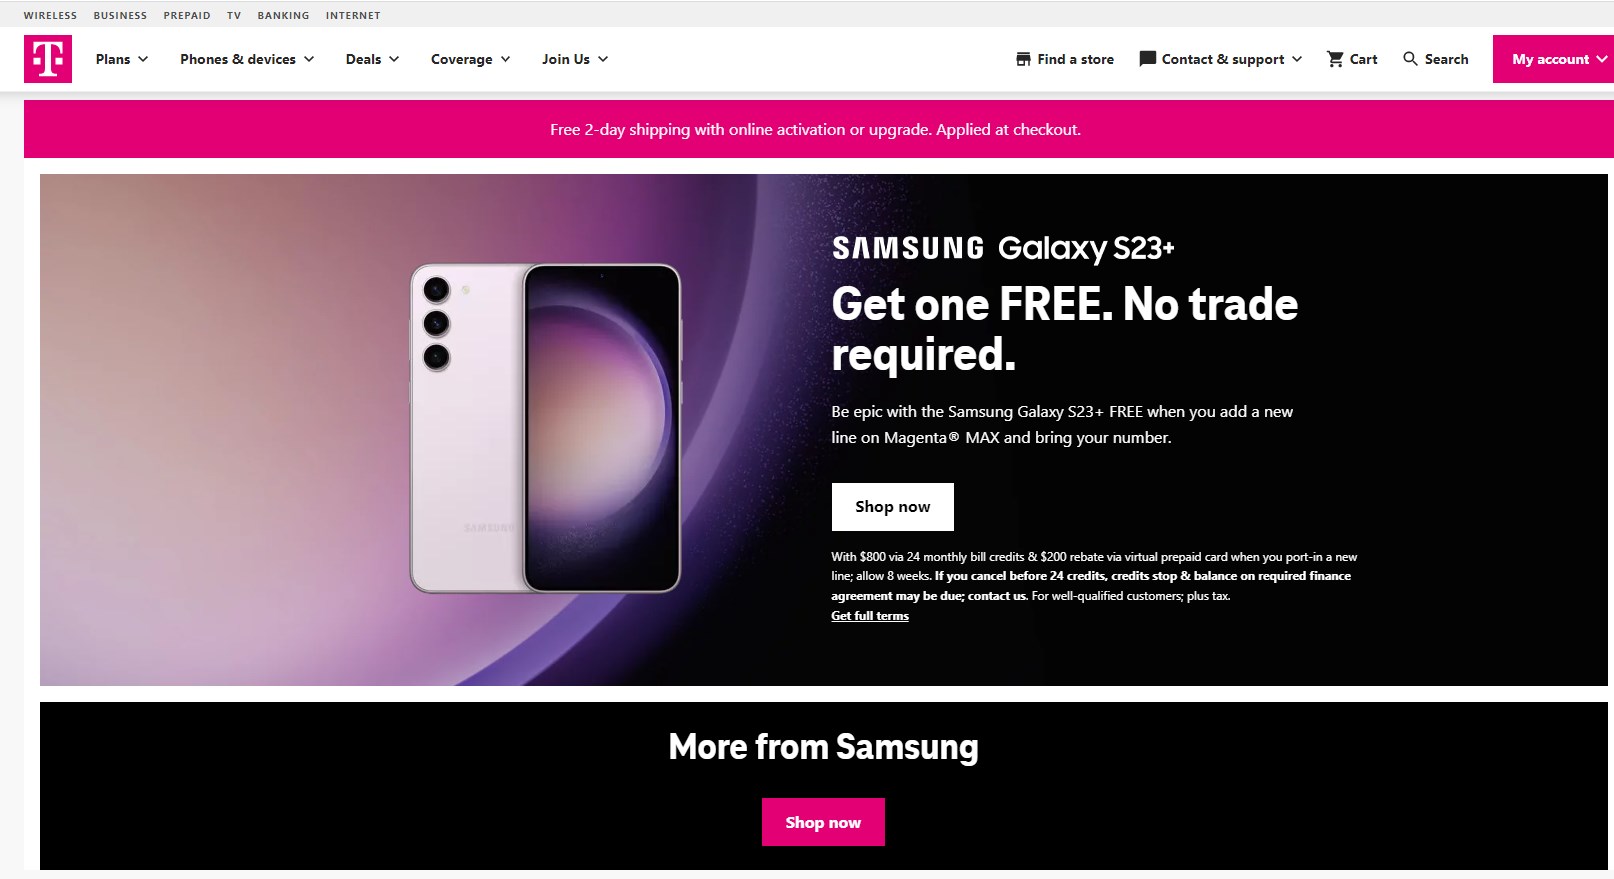 WIRELESS BUSINESS PREPAID TV BANKING INTERNET
T Plans Phones & devices Deals Coverage Join Us Find a store Contact & support Cart Search My account
Free 2-day shipping with online activation or upgrade. Applied at checkout.
SAMSUNG Galaxy S23+
Get one FREE. No trade
required.
Be epic with the Samsung Galaxy S23+ FREE when you add a new
line on Magenta® MAX and bring your number.
SAMSUNG
Shop now
With $800 via 24 monthly bill credits & $200 rebate via virtual prepaid card when you port-in a new
line; allow 8 weeks. If you cancel before 24 credits, credits stop & balance on required finance
agreement may be due; contact us. For well-qualified customers; plus tax.
Get full terms
More from Samsung
Shop now